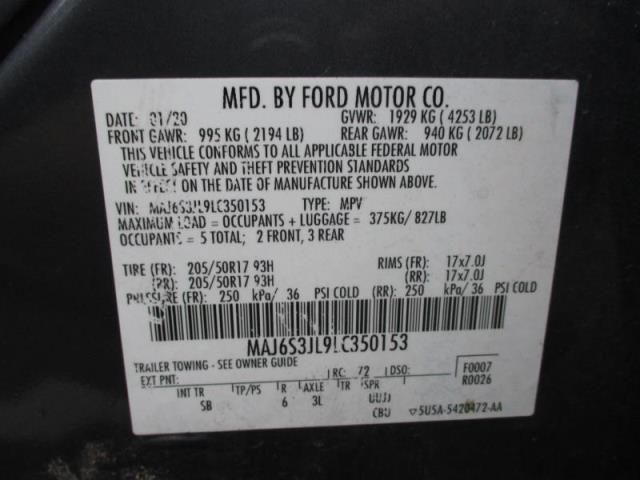 MFD. BY FORD MOTOR CO.
DATE: 01/20 GVWR: 1929 KG ( 4253 LB)
FRONT GAWR: 995 KG ( 2194 LB) REAR GAWR: 940 KG ( 2072 LB)
THIS VEHICLE CONFORMS TO ALL APPLICABLE FEDERAL MOTOR
VEHICLE SAFETY AND THEFT PREVENTION STANDARDS
IN EFFECT ON THE DATE OF MANUFACTURE SHOWN ABOVE.
VIN: MAJ6S3JL9LC350153 TYPE: MPV
MAXIMUM LOAD = OCCUPANTS + LUGGAGE = 375KG/ 827LB
OCCUPANTS = 5 TOTAL; 2 FRONT, 3 REAR
TIRE (FR): 205/50R17 93H RIMS (FR): 17x7.0J
(RR): 205/50R17 93H (RR): 17x7.0J
PRESSURE (FR): 250 kPa/ 36 PSI COLD (RR): 250 kPa/ 36 PSI COLD
MAJ6S3JL9LC350153
TRAILER TOWING - SEE OWNER GUIDE
EXT PNT: RC: 72 DSO: F0007
R0026
INT TR TP/PS R AXLE TR SPR
SB 6 3L UUJJ
CBU 5U5A-5420472-AA